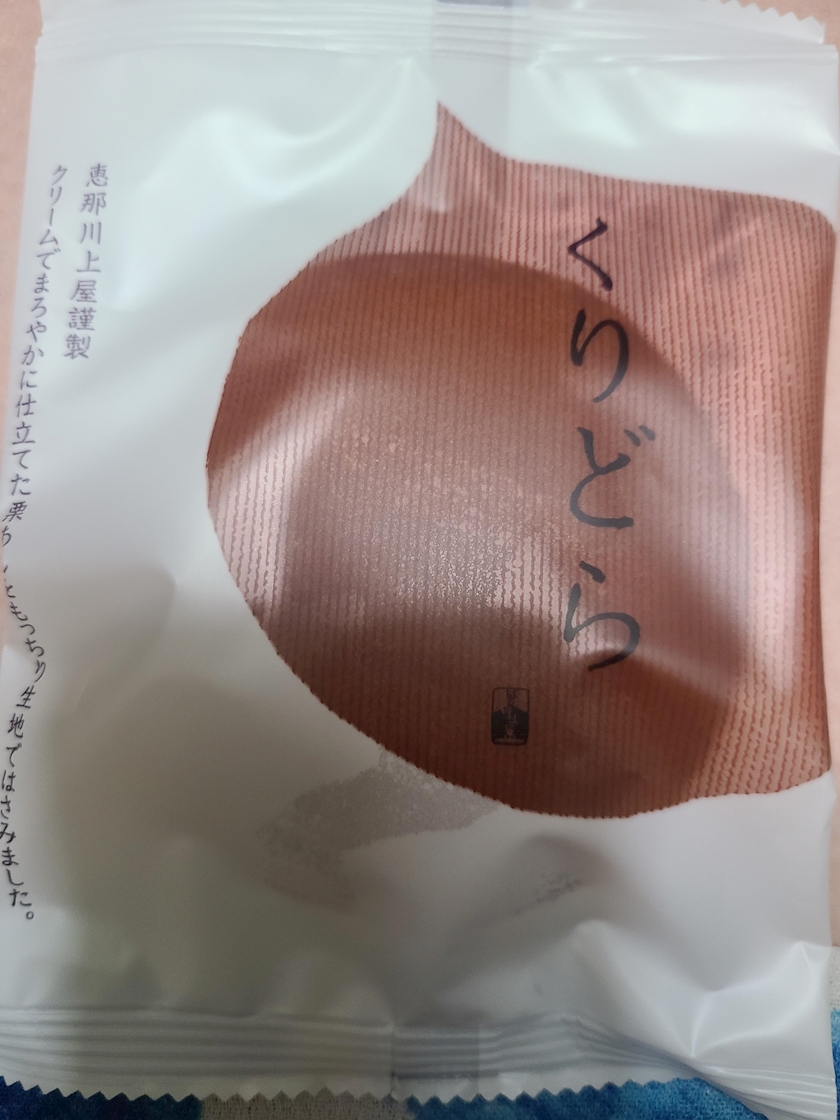 くりどら
恵那川上屋謹製
クリームでまろやかに仕立てた栗
もっちり生地ではさみました。